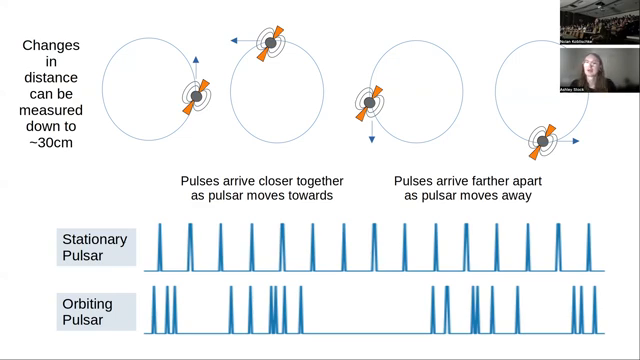 Changes
in
distance
can be
measured
down to
~30cm
Pulses arrive closer together
as pulsar moves towards
Pulses arrive farther apart
as pulsar moves away
Stationary
Pulsar
Orbiting
Pulsar
Ashley Stock